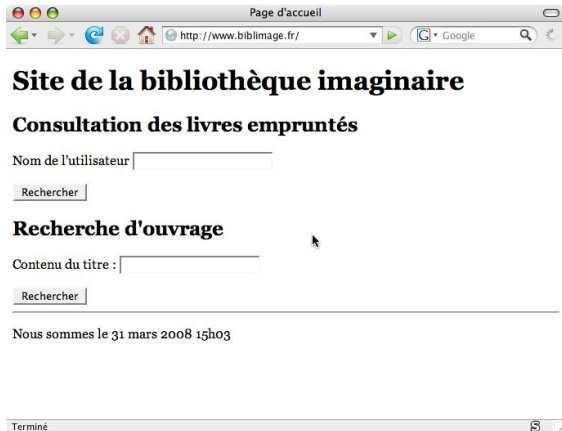 Page d'accueil
http://www.biblimage.fr/
G Google
Site de la bibliothèque imaginaire
Consultation des livres empruntés
Nom de l'utilisateur
Rechercher
Recherche d'ouvrage
Contenu du titre :
Rechercher
Nous sommes le 31 mars 2008 15h03
Terminé